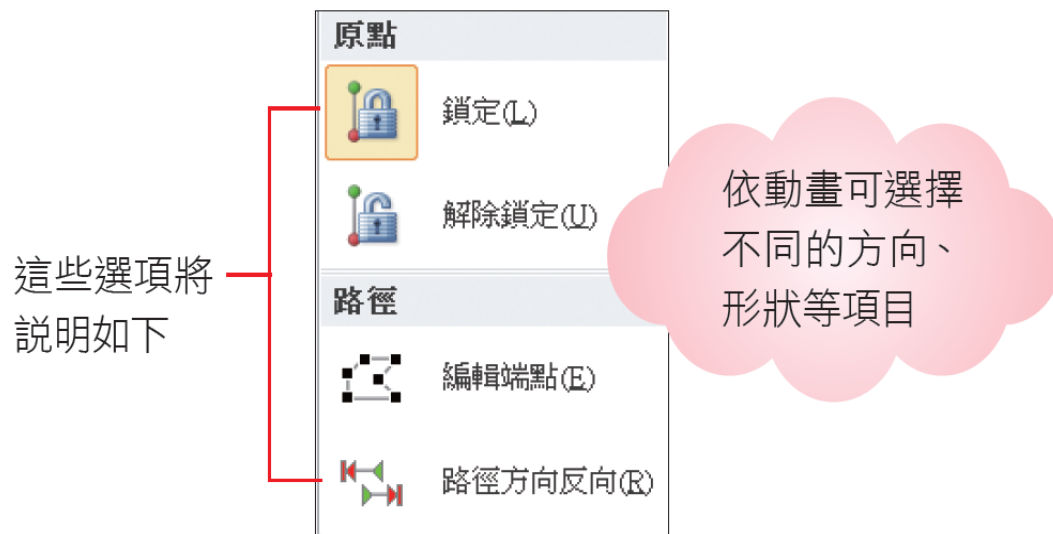 原點
鎖定(L)
解除鎖定(U)
路徑
編輯端點(E)
路徑方向反向(R)
這些選項將
説明如下
依動畫可選擇
不同的方向、
形狀等項目